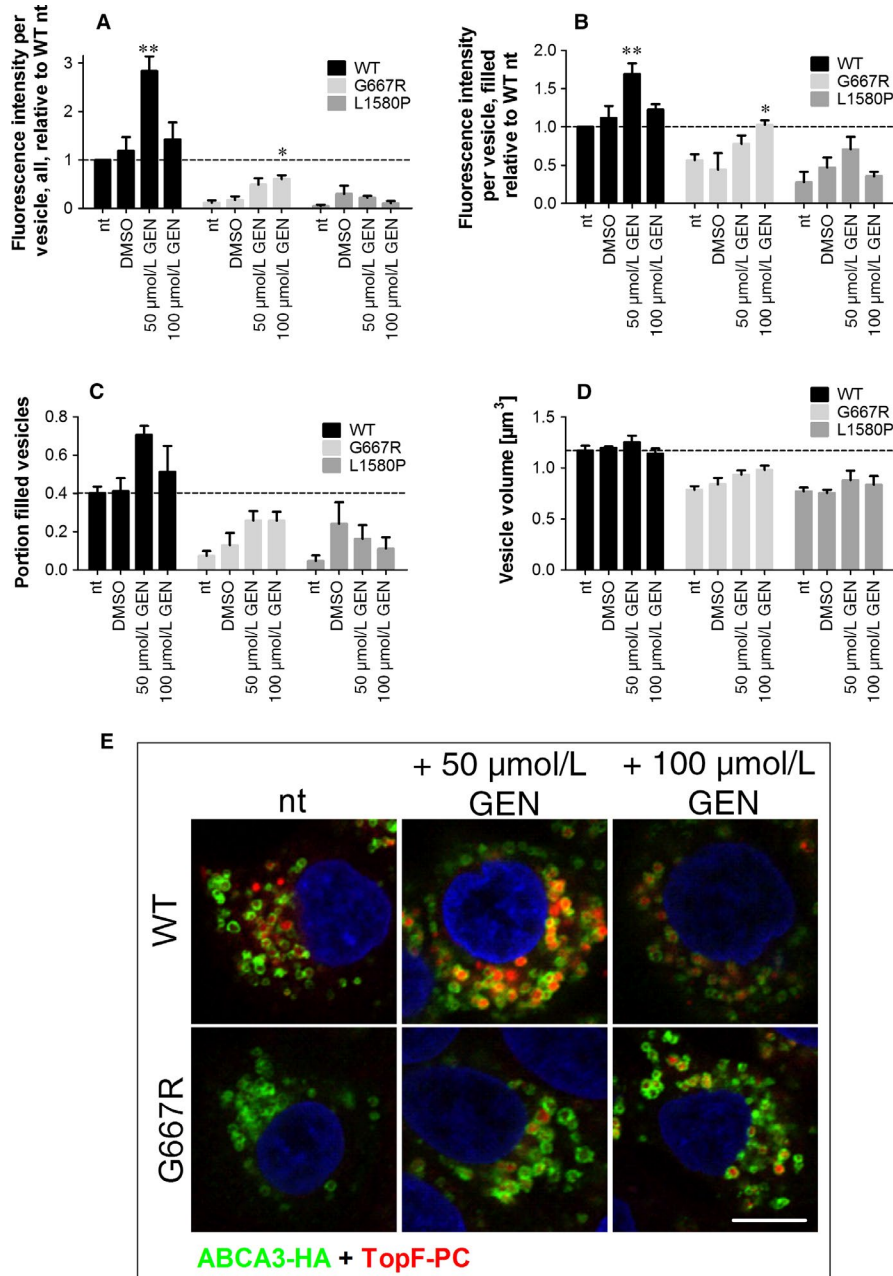 A
Fluorescence intensity per
vesicle, all, relative to WT nt
3
2
1
0
**
*
WT
G667R
L1580P
nt
DMSO
50 µmol/L GEN
100 µmol/L GEN
nt
DMSO
50 µmol/L GEN
100 µmol/L GEN
nt
DMSO
50 µmol/L GEN
100 µmol/L GEN
B
Fluorescence intensity
per vesicle, filled
relative to WT nt
2.0
1.5
1.0
0.5
0.0
**
*
WT
G667R
L1580P
nt
DMSO
50 µmol/L GEN
100 µmol/L GEN
nt
DMSO
50 µmol/L GEN
100 µmol/L GEN
nt
DMSO
50 µmol/L GEN
100 µmol/L GEN
C
Portion filled vesicles
0.8
0.6
0.4
0.2
0.0
WT
G667R
L1580P
nt
DMSO
50 µmol/L GEN
100 µmol/L GEN
nt
DMSO
50 µmol/L GEN
100 µmol/L GEN
nt
DMSO
50 µmol/L GEN
100 µmol/L GEN
D
Vesicle volume [µm³]
1.5
1.0
0.5
0.0
WT
G667R
L1580P
nt
DMSO
50 µmol/L GEN
100 µmol/L GEN
nt
DMSO
50 µmol/L GEN
100 µmol/L GEN
nt
DMSO
50 µmol/L GEN
100 µmol/L GEN
E
nt
+ 50 µmol/L
GEN
+ 100 µmol/L
GEN
WT
G667R
ABCA3-HA + TopF-PC